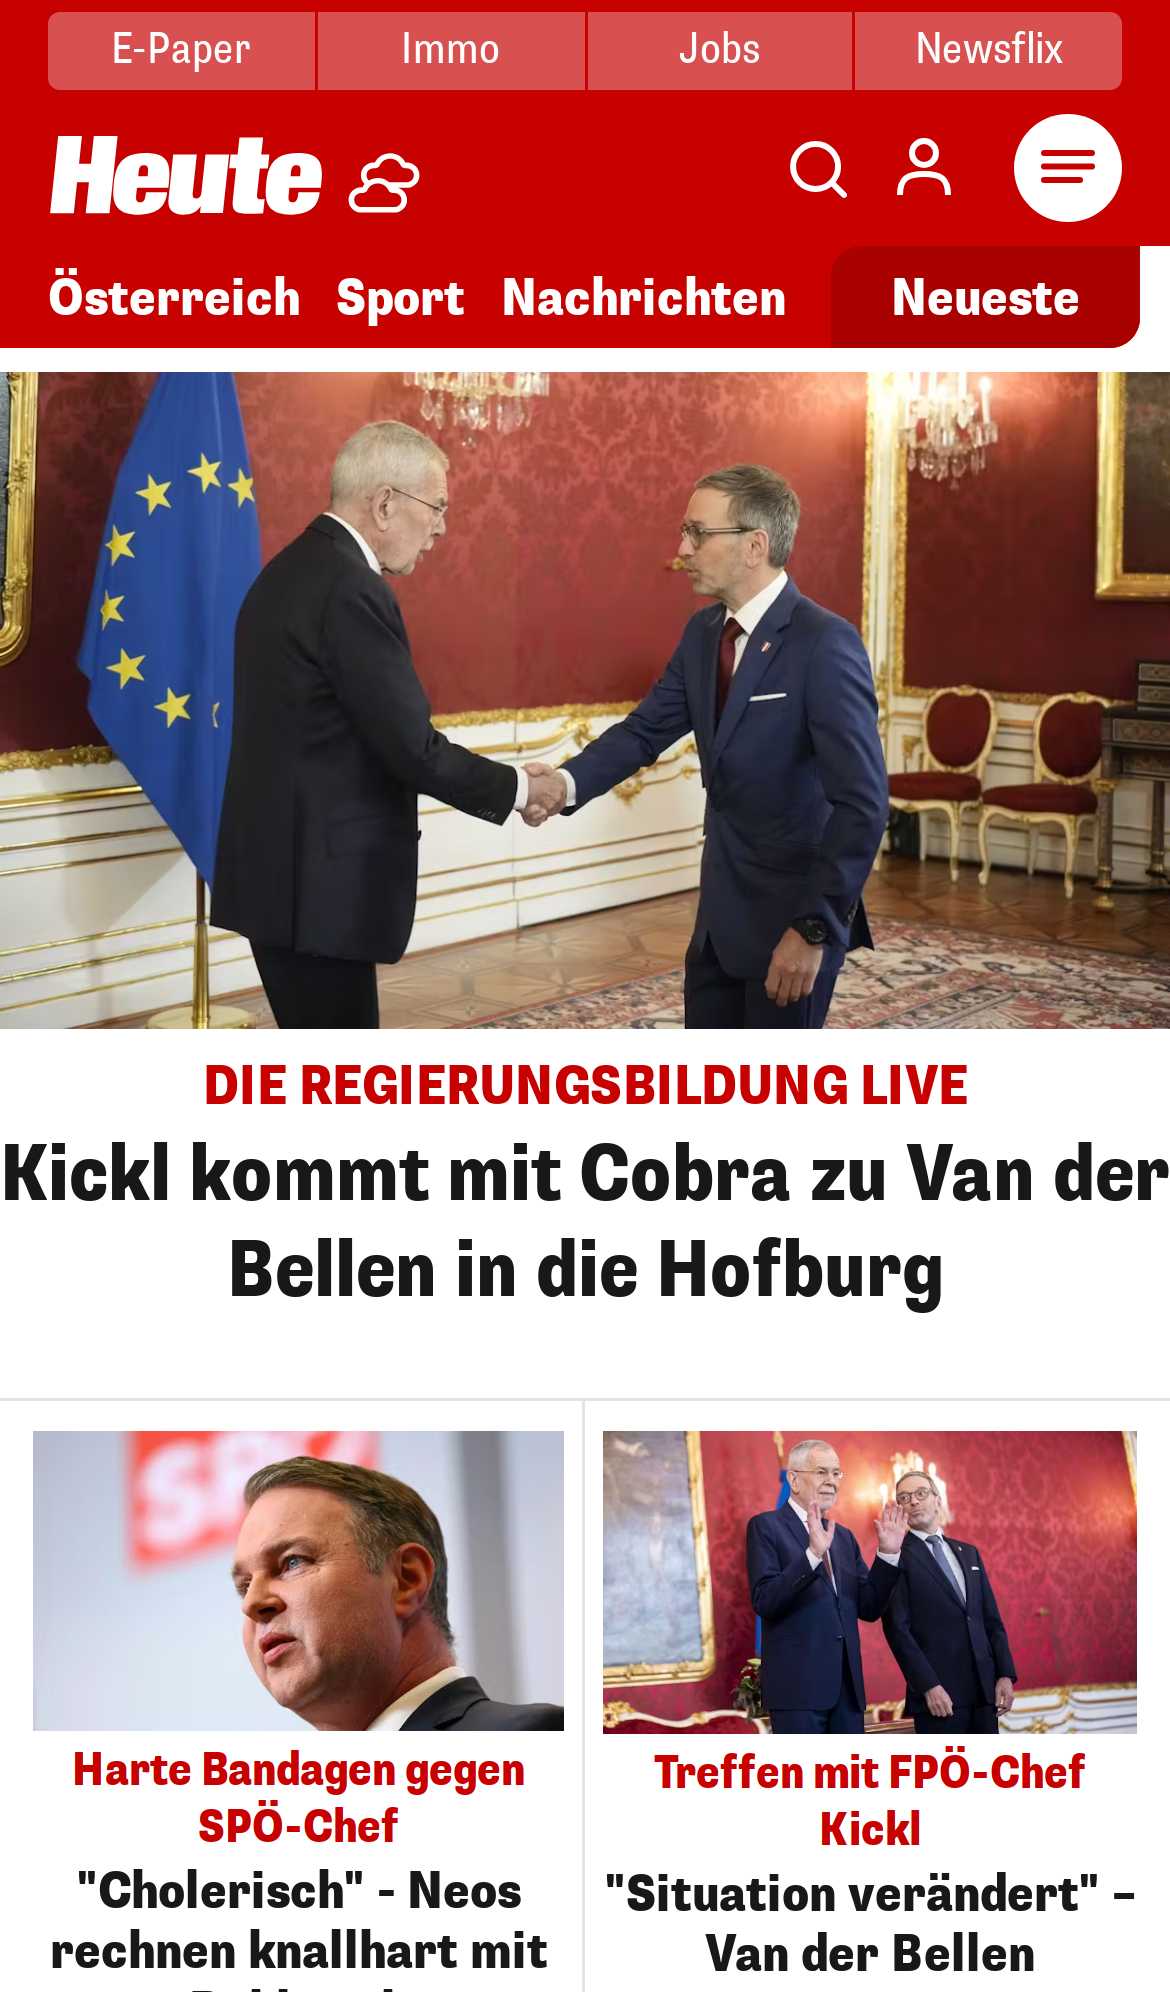 E-Paper
Immo
Jobs
Newsflix
Heute
Österreich
Sport
Nachrichten
Neueste
DIE REGIERUNGSBILDUNG LIVE
Kickl kommt mit Cobra zu Van der
Bellen in die Hofburg
Harte Bandagen gegen
SPÖ-Chef
"Cholerisch" - Neos
rechnen knallhart mit
Treffen mit FPÖ-Chef
Kickl
"Situation verändert" –
Van der Bellen